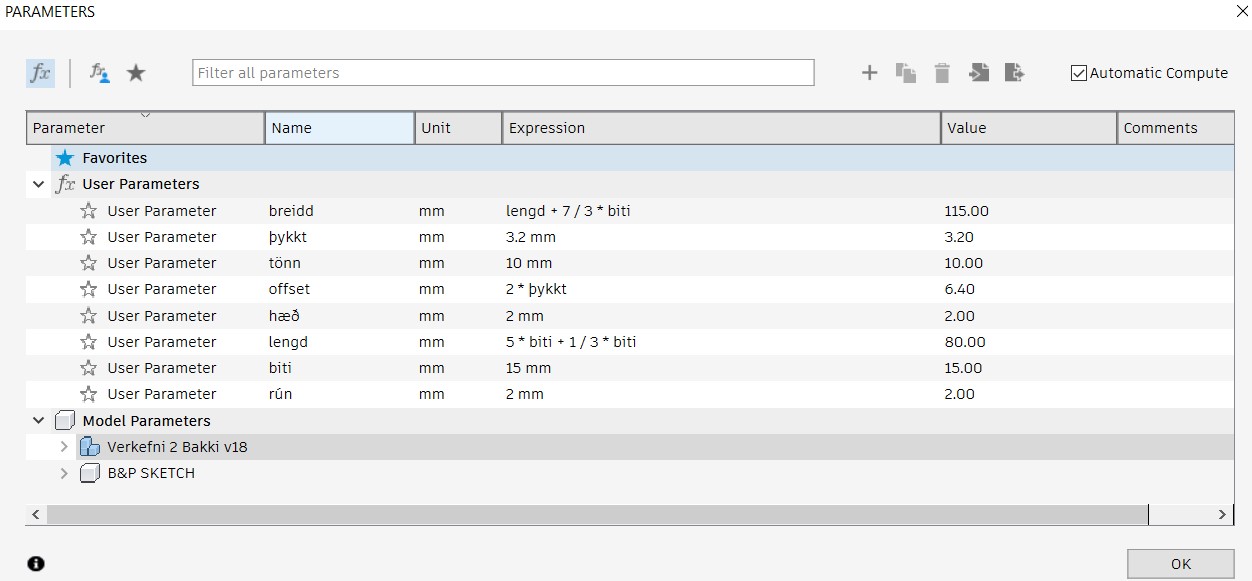 PARAMETERS
fx fx Filter all parameters Automatic Compute
Parameter Name Unit Expression Value Comments
Favorites
fx User Parameters
User Parameter breidd mm lengd + 7 / 3 * biti 115.00
User Parameter þykkt mm 3.2 mm 3.20
User Parameter tönn mm 10 mm 10.00
User Parameter offset mm 2 * þykkt 6.40
User Parameter hæð mm 2 mm 2.00
User Parameter lengd mm 5 * biti + 1 / 3 * biti 80.00
User Parameter biti mm 15 mm 15.00
User Parameter rún mm 2 mm 2.00
Model Parameters
Verkefni 2 Bakki v18
B&P SKETCH
OK